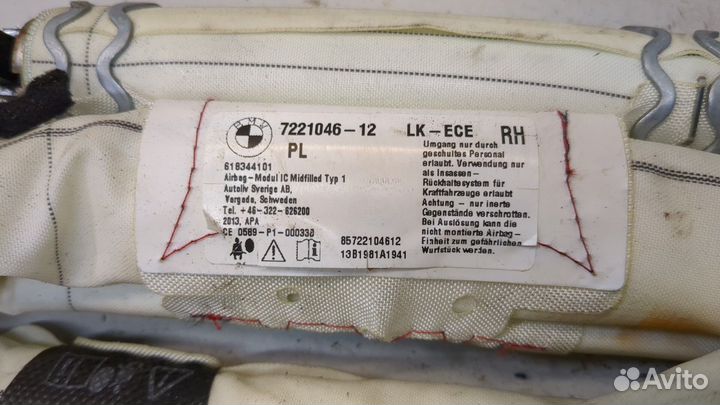 BMW
7221046-12 LK-ECE RH
PL
618344101
Airbag-Modul IC Midfilled Typ 1
Autoliv Sverige AB,
Vargada, Schweden
Tel. +46-322-626200
2013, APA
CE 0589-P1-000330
85722104612
13B1981A1941
Umgang nur durch
geschultes Personal
erlaubt. Verwendung nur
als Insassen-
Rückhaltesystem für
Kraftfahrzeuge erlaubt
Achtung - nur inerte
Gegenstände verschrotten.
Bei Auslösung kann die
nicht montierte Airbag-
Einheit zum gefährlichen
Wurfstück werden.
Avito